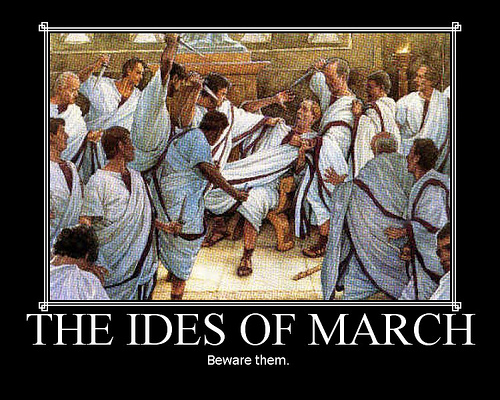 THE IDES OF MARCH
Beware them.